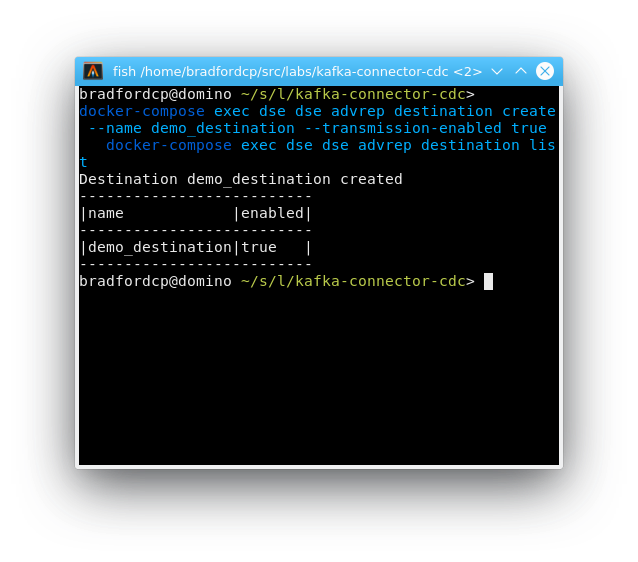 fish /home/bradfordcp/src/labs/kafka-connector-cdc <2>
bradfordcp@domino ~/s/l/kafka-connector-cdc>
docker-compose exec dse dse advrep destination create
 --name demo_destination --transmission-enabled true
   docker-compose exec dse dse advrep destination lis
t
Destination demo_destination created
--------------------------
|name            |enabled|
--------------------------
|demo_destination|true   |
--------------------------
bradfordcp@domino ~/s/l/kafka-connector-cdc>